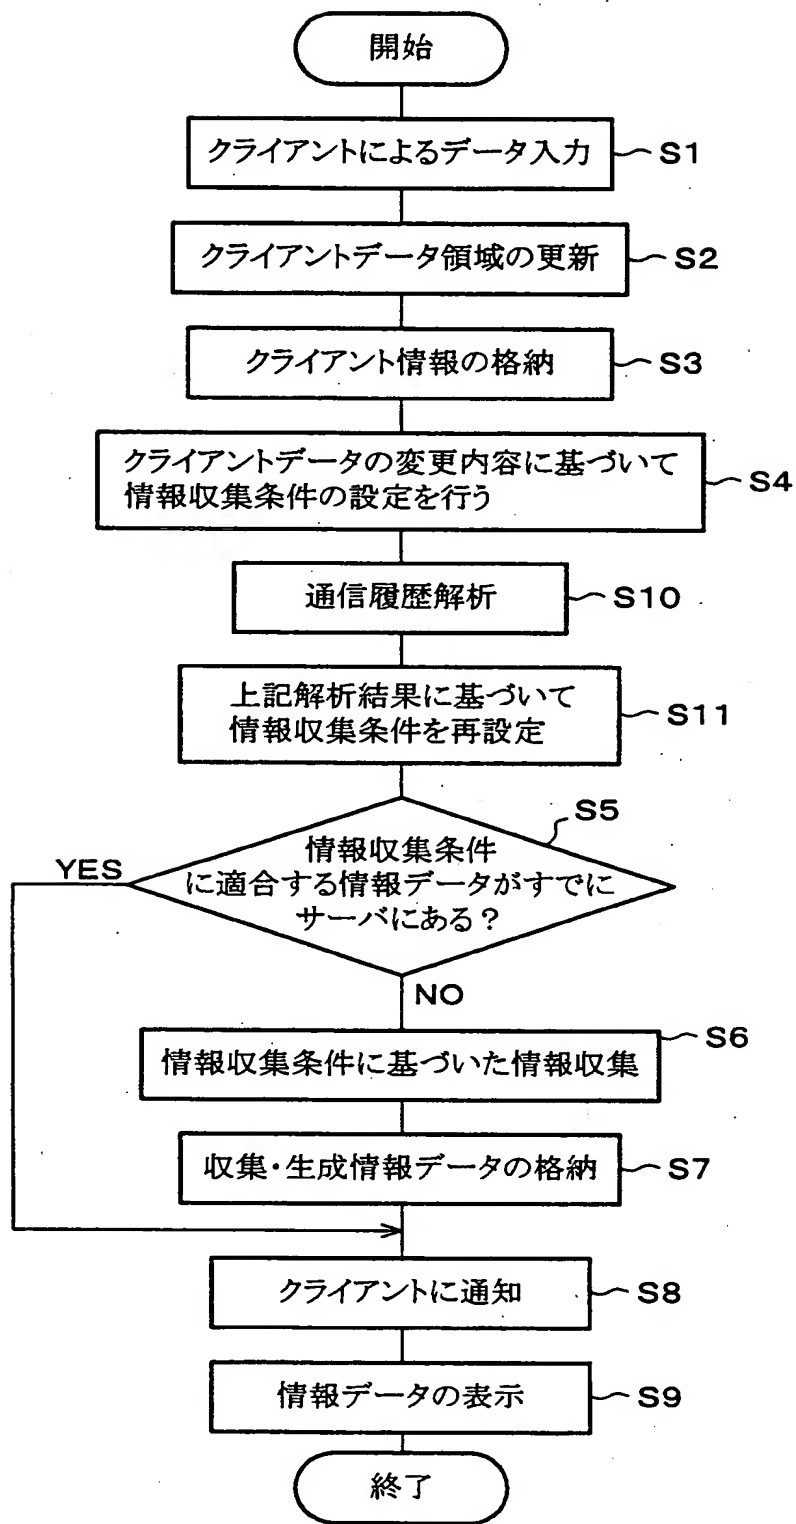 開始
クライアントによるデータ入力
S1
クライアントデータ領域の更新
S2
クライアント情報の格納
S3
クライアントデータの変更内容に基づいて
情報収集条件の設定を行う
S4
通信履歴解析
S10
上記解析結果に基づいて
情報収集条件を再設定
S11
S5
情報収集条件
に適合する情報データがすでに
サーバにある？
YES
NO
S6
情報収集条件に基づいた情報収集
収集・生成情報データの格納
S7
クライアントに通知
S8
情報データの表示
S9
終了